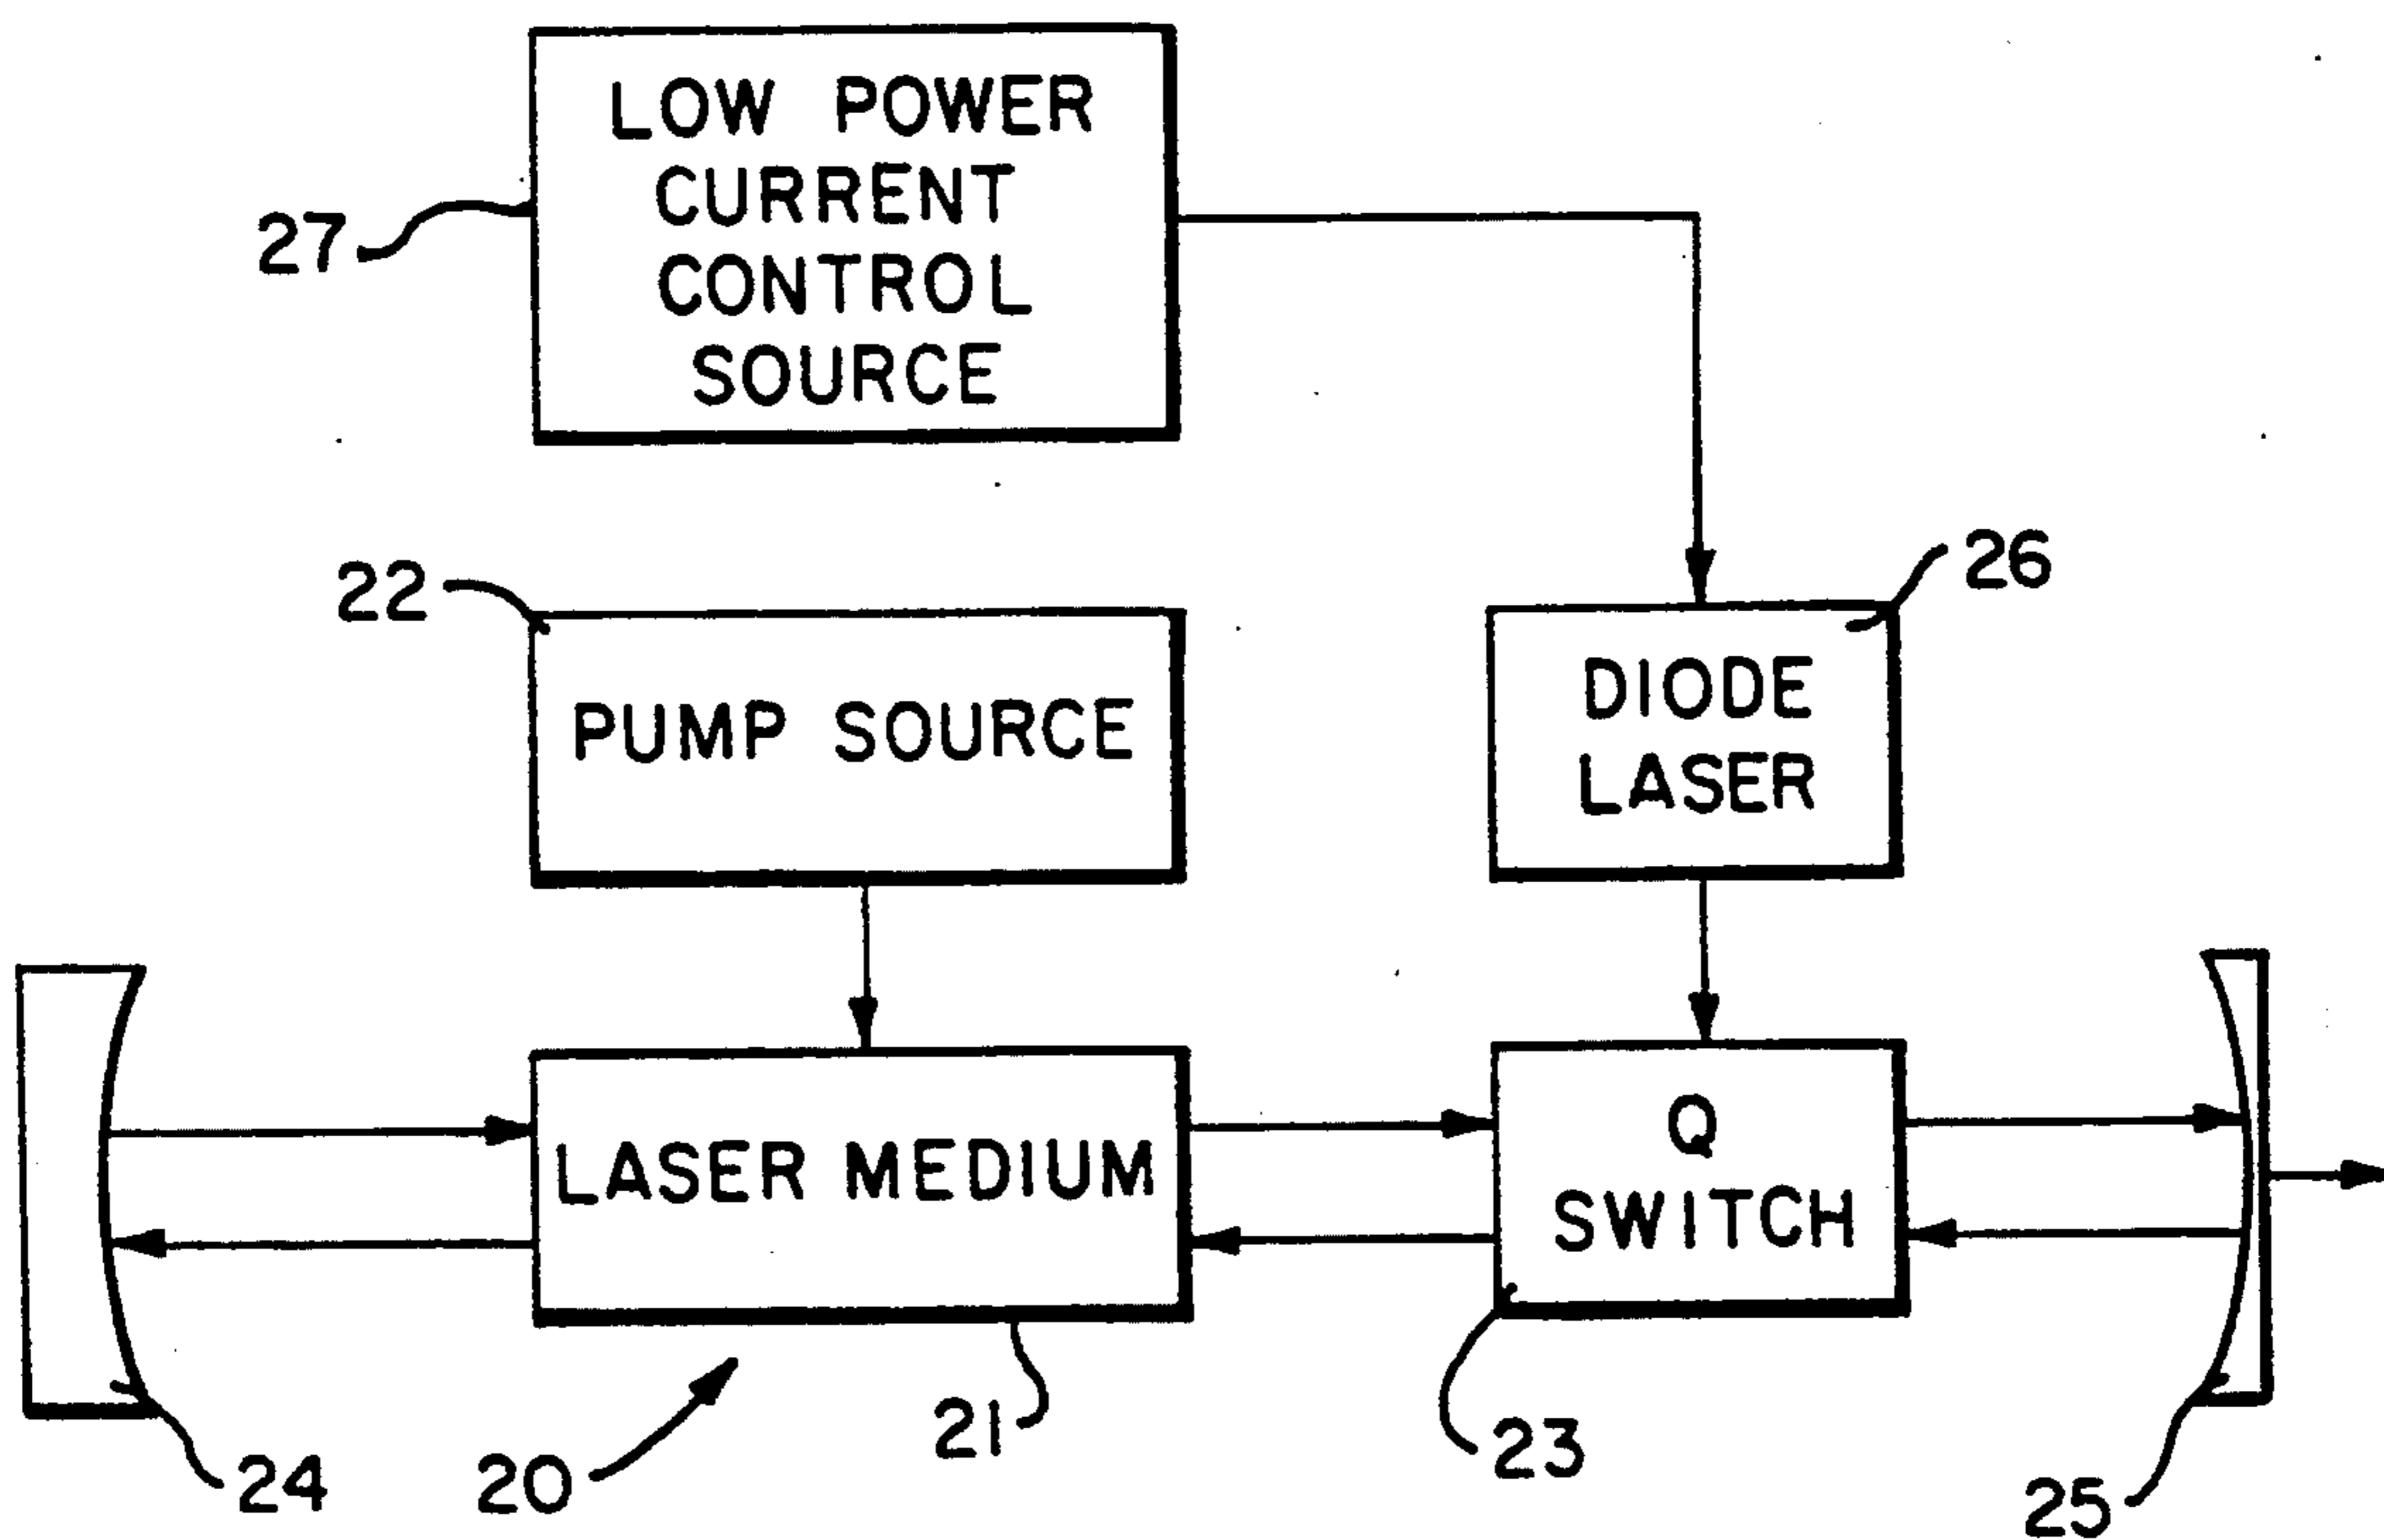 LOW POWER
CURRENT
CONTROL
SOURCE
27
22
PUMP SOURCE
26
DIODE
LASER
LASER MEDIUM
Q
SWITCH
24
20
21
23
25